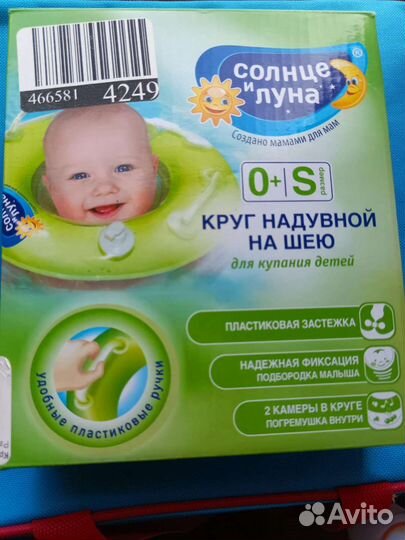 466581 4249
СОЛНЦЕ
И ЛУНА
®
Создано мамами для мам
0+ S размер
КРУГ НАДУВНОЙ
НА ШЕЮ
для купания детей
ПЛАСТИКОВАЯ ЗАСТЕЖКА
НАДЕЖНАЯ ФИКСАЦИЯ
ПОДБОРОДКА МАЛЫША
2 КАМЕРЫ В КРУГЕ
ПОГРЕМУШКА ВНУТРИ
удобные пластиковые ручки
Avito